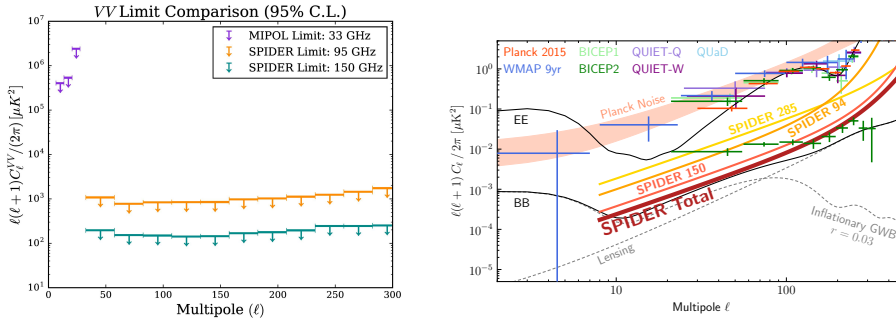 VV Limit Comparison (95% C.L.)
MIPOL Limit: 33 GHz
SPIDER Limit: 95 GHz
SPIDER Limit: 150 GHz
10^7
10^6
10^5
10^4
10^3
10^2
10^1
ℓ(ℓ+1)C_ℓ^{VV}/(2π) [μK^2]
0 50 100 150 200 250 300
Multipole (ℓ)
Planck 2015 BICEP1 QUIET-Q QUaD
WMAP 9yr BICEP2 QUIET-W
Planck Noise
SPIDER 285
SPIDER 94
SPIDER 150
SPIDER Total
EE
BB
Lensing
Inflationary GWB
r = 0.03
10^0
10^-1
10^-2
10^-3
10^-4
10^-5
ℓ(ℓ+1) C_ℓ / 2π [μK^2]
10 100
Multipole ℓ